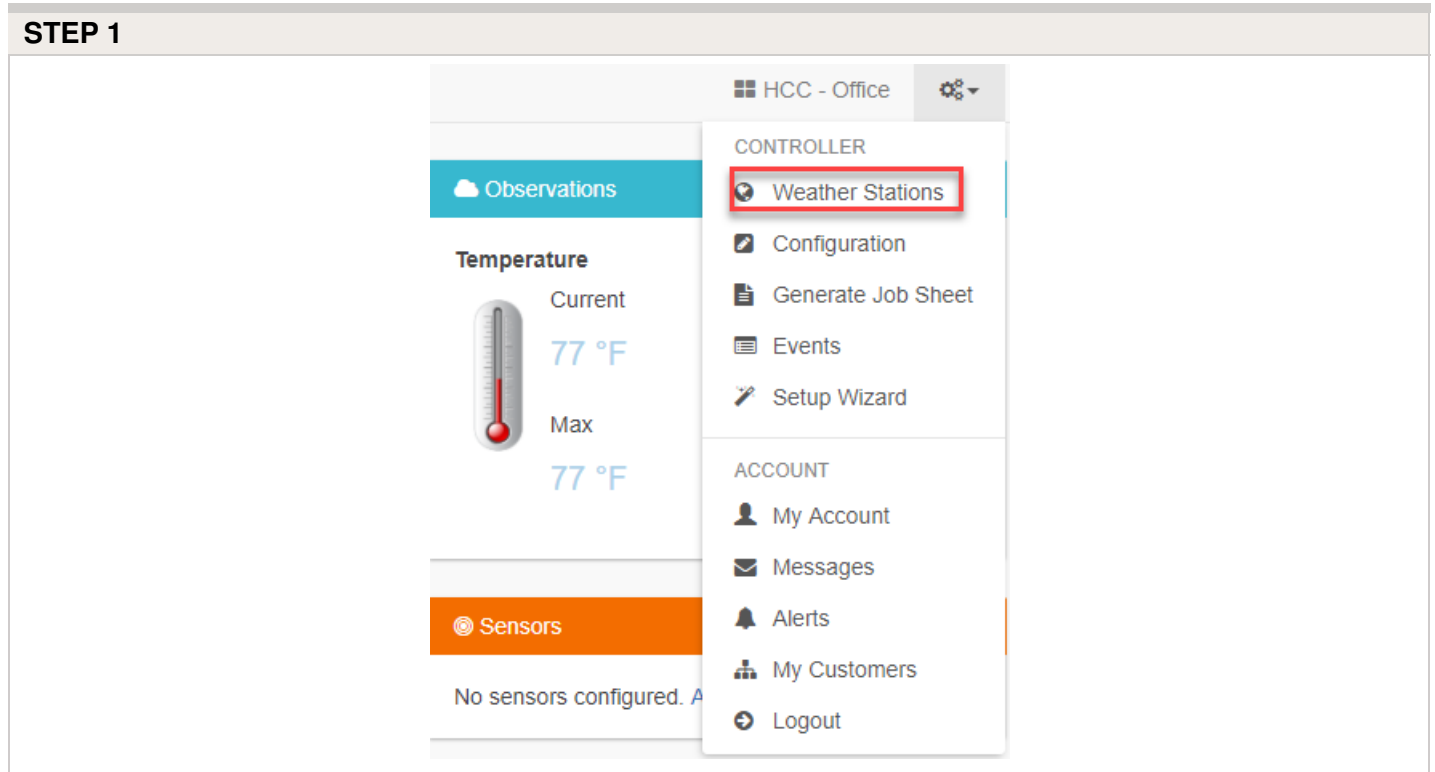 STEP 1
HCC - Office
Observations
Temperature
Current
77 °F
Max
77 °F
Sensors
No sensors configured.
CONTROLLER
Weather Stations
Configuration
Generate Job Sheet
Events
Setup Wizard
ACCOUNT
My Account
Messages
Alerts
My Customers
Logout